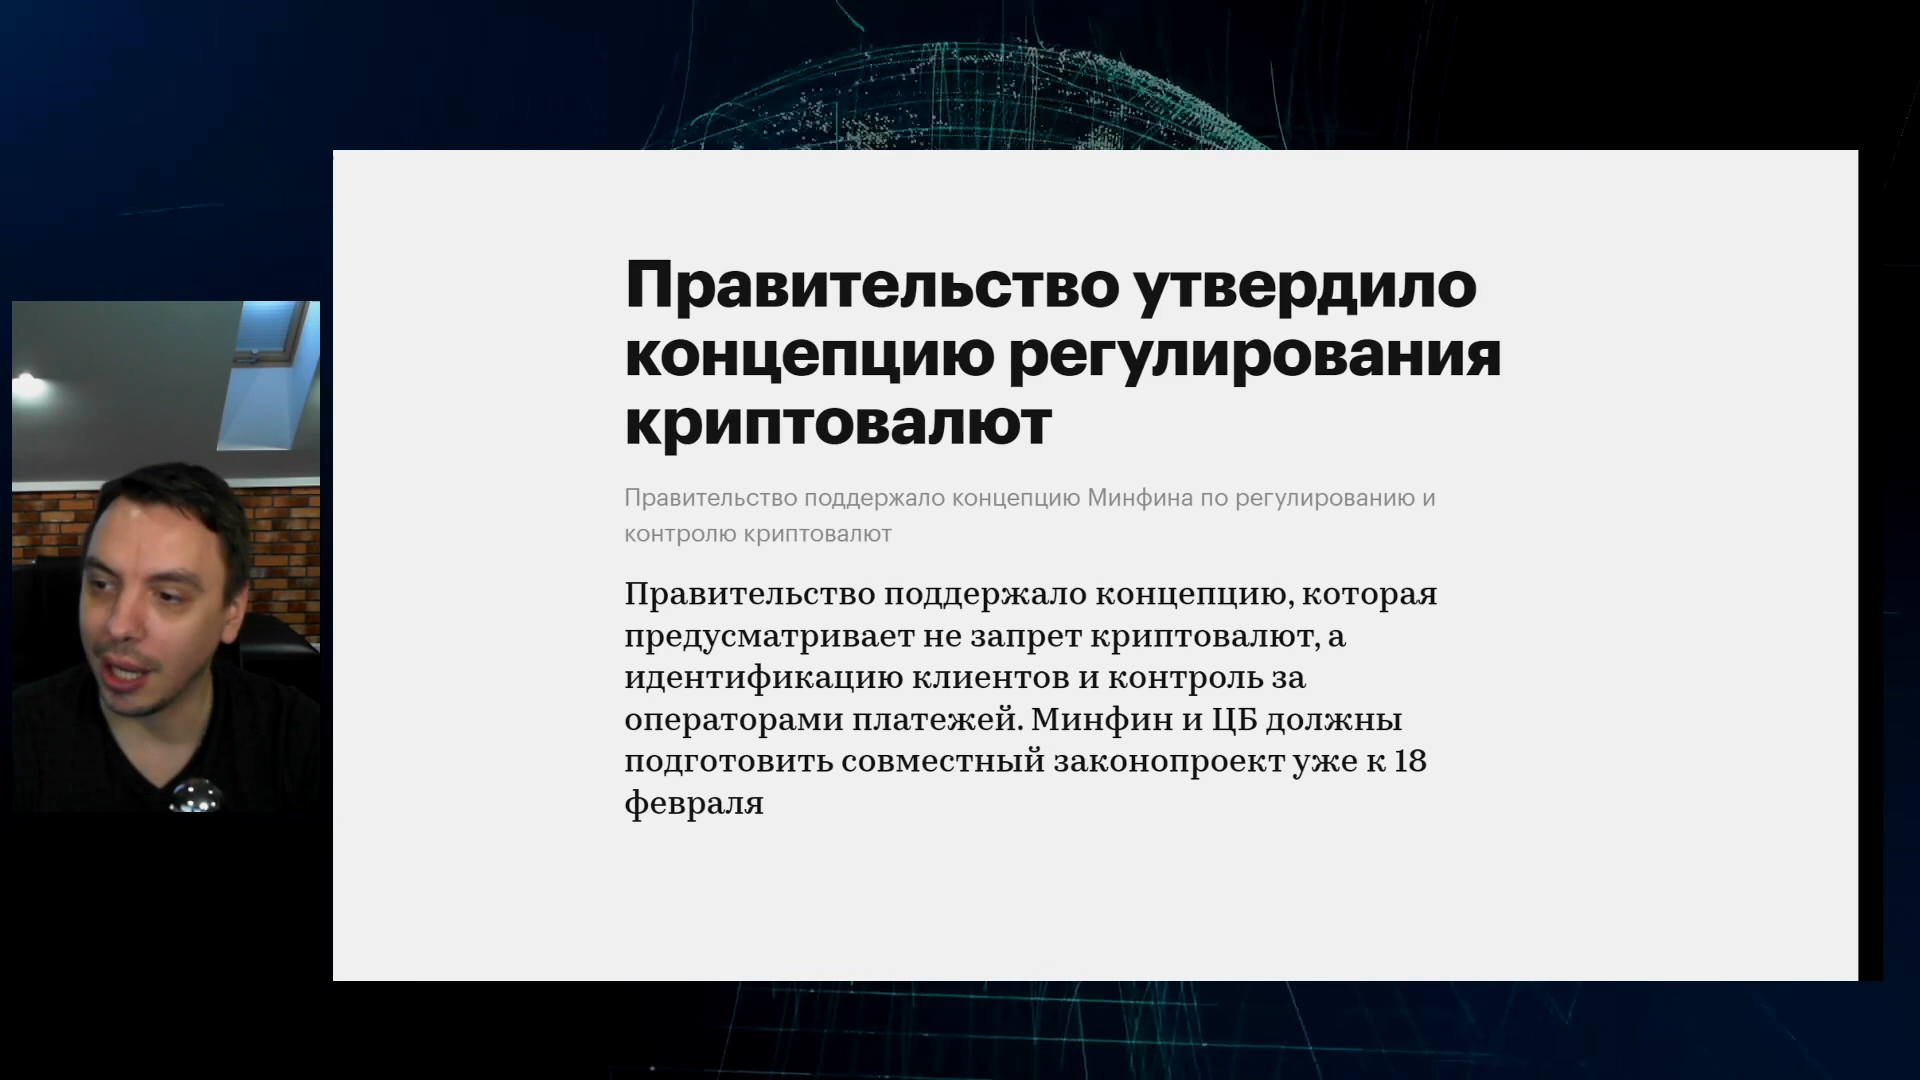 Правительство утвердило
концепцию регулирования
криптовалют
Правительство поддержало концепцию Минфина по регулированию и
контролю криптовалют
Правительство поддержало концепцию, которая
предусматривает не запрет криптовалют, а
идентификацию клиентов и контроль за
операторами платежей. Минфин и ЦБ должны
подготовить совместный законопроект уже к 18
февраля